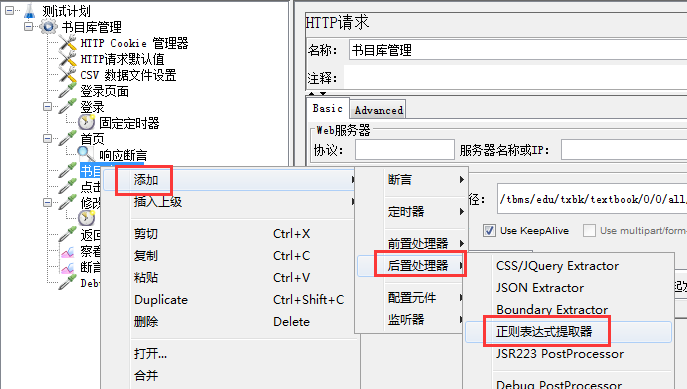 测试计划
书目库管理
HTTP Cookie 管理器
HTTP请求默认值
CSV 数据文件设置
登录页面
登录
固定定时器
首页
响应断言
书目
点击
修改
返回
察看
断言
Deb
HTTP请求
名称: 书目库管理
注释:
Basic Advanced
Web服务器
协议: 服务器名称或IP:
径: /tbms/edu/txbk/textbook/0/0/all,
Use KeepAlive Use multipart/form-
添加
插入上级
剪切 Ctrl+X
复制 Ctrl+C
粘贴 Ctrl+V
Duplicate Ctrl+Shift+C
删除 Delete
打开...
合并
断言
定时器
前置处理器
后置处理器
配置元件
监听器
CSS/JQuery Extractor
JSON Extractor
Boundary Extractor
正则表达式提取器
JSR223 PostProcessor
Debug PostProcessor